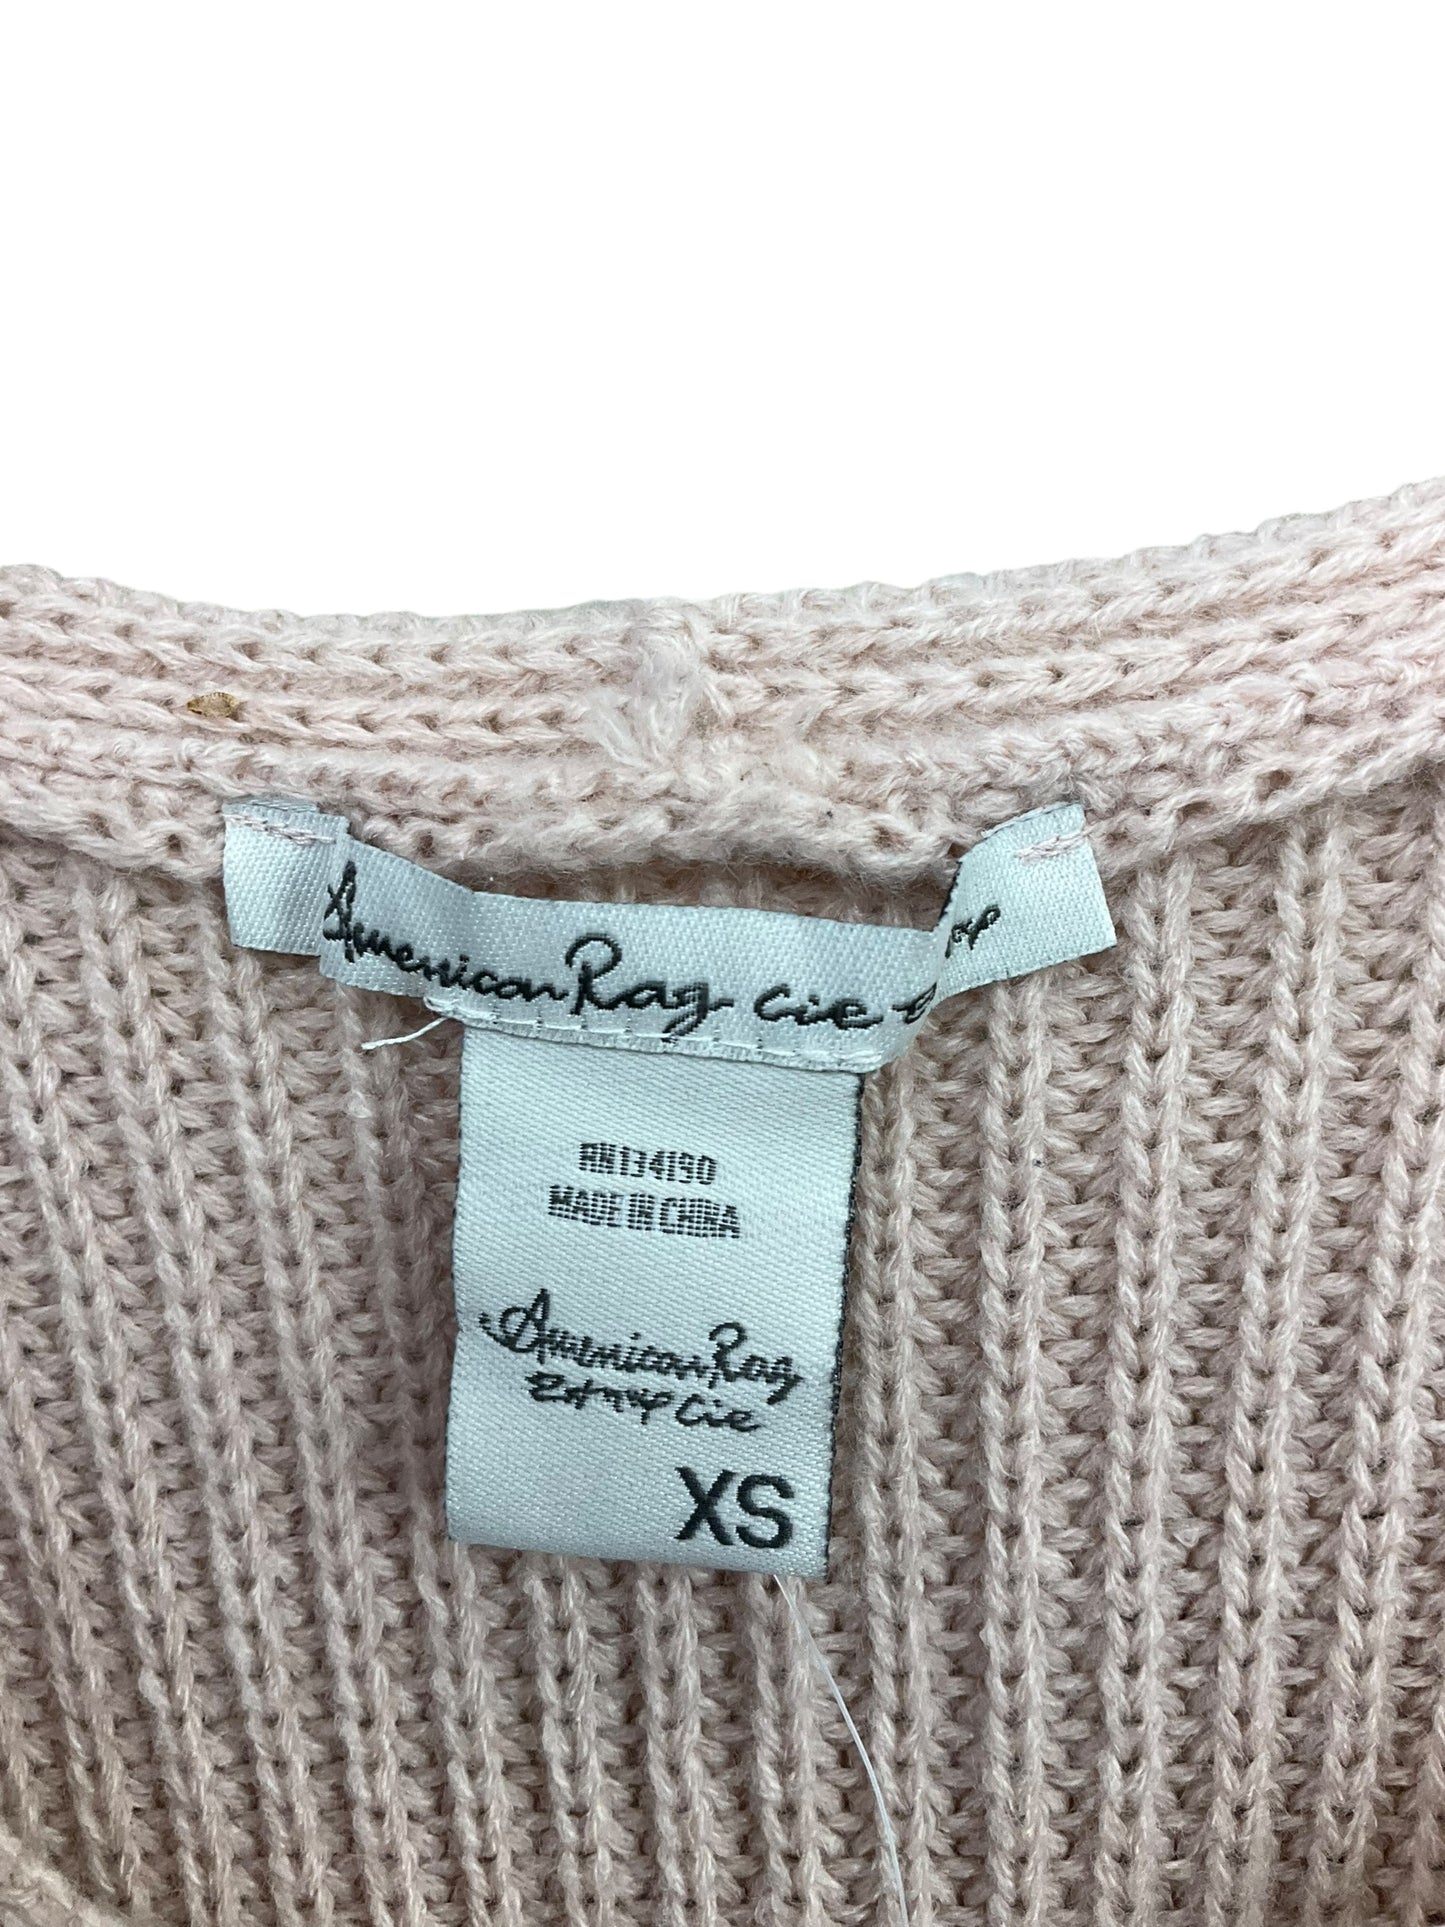 American Rag Cie
RN134190
MADE IN CHINA
American Rag
Cie
XS